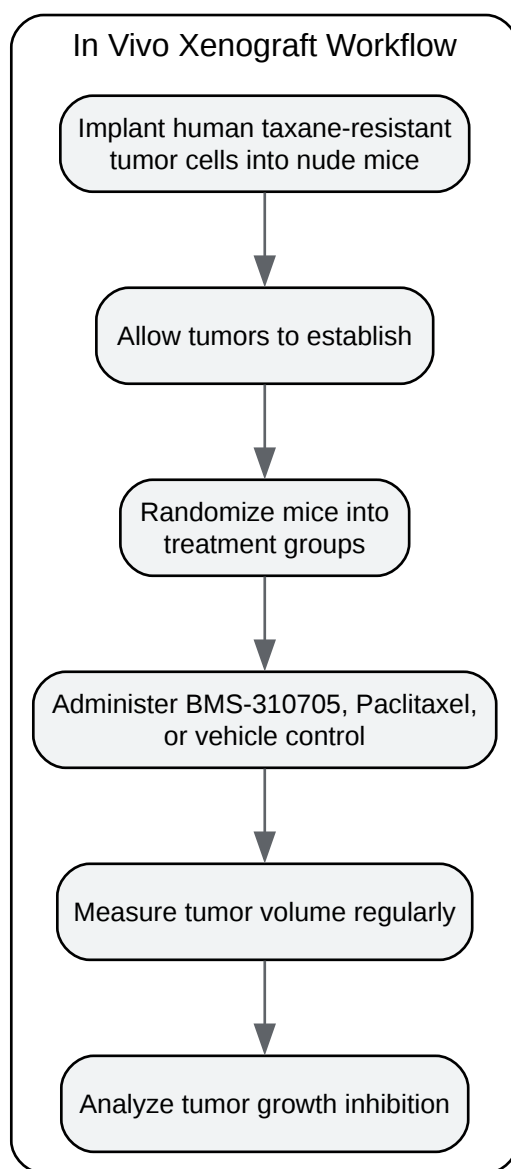 In Vivo Xenograft Workflow
Implant human taxane-resistant
tumor cells into nude mice
Allow tumors to establish
Randomize mice into
treatment groups
Administer BMS-310705, Paclitaxel,
or vehicle control
Measure tumor volume regularly
Analyze tumor growth inhibition